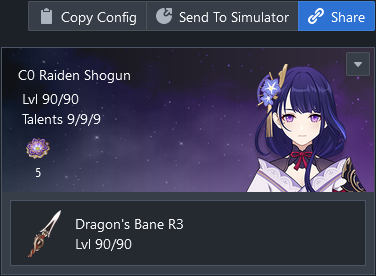 Copy Config
Send To Simulator
Share
C0 Raiden Shogun
Lvl 90/90
Talents 9/9/9
5
Dragon's Bane R3
Lvl 90/90